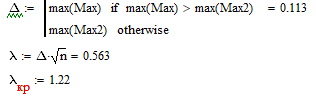 Δ := max(Max) if max(Max) > max(Max2) = 0.113
max(Max2) otherwise
λ := Δ·√n = 0.563
λкр := 1.22